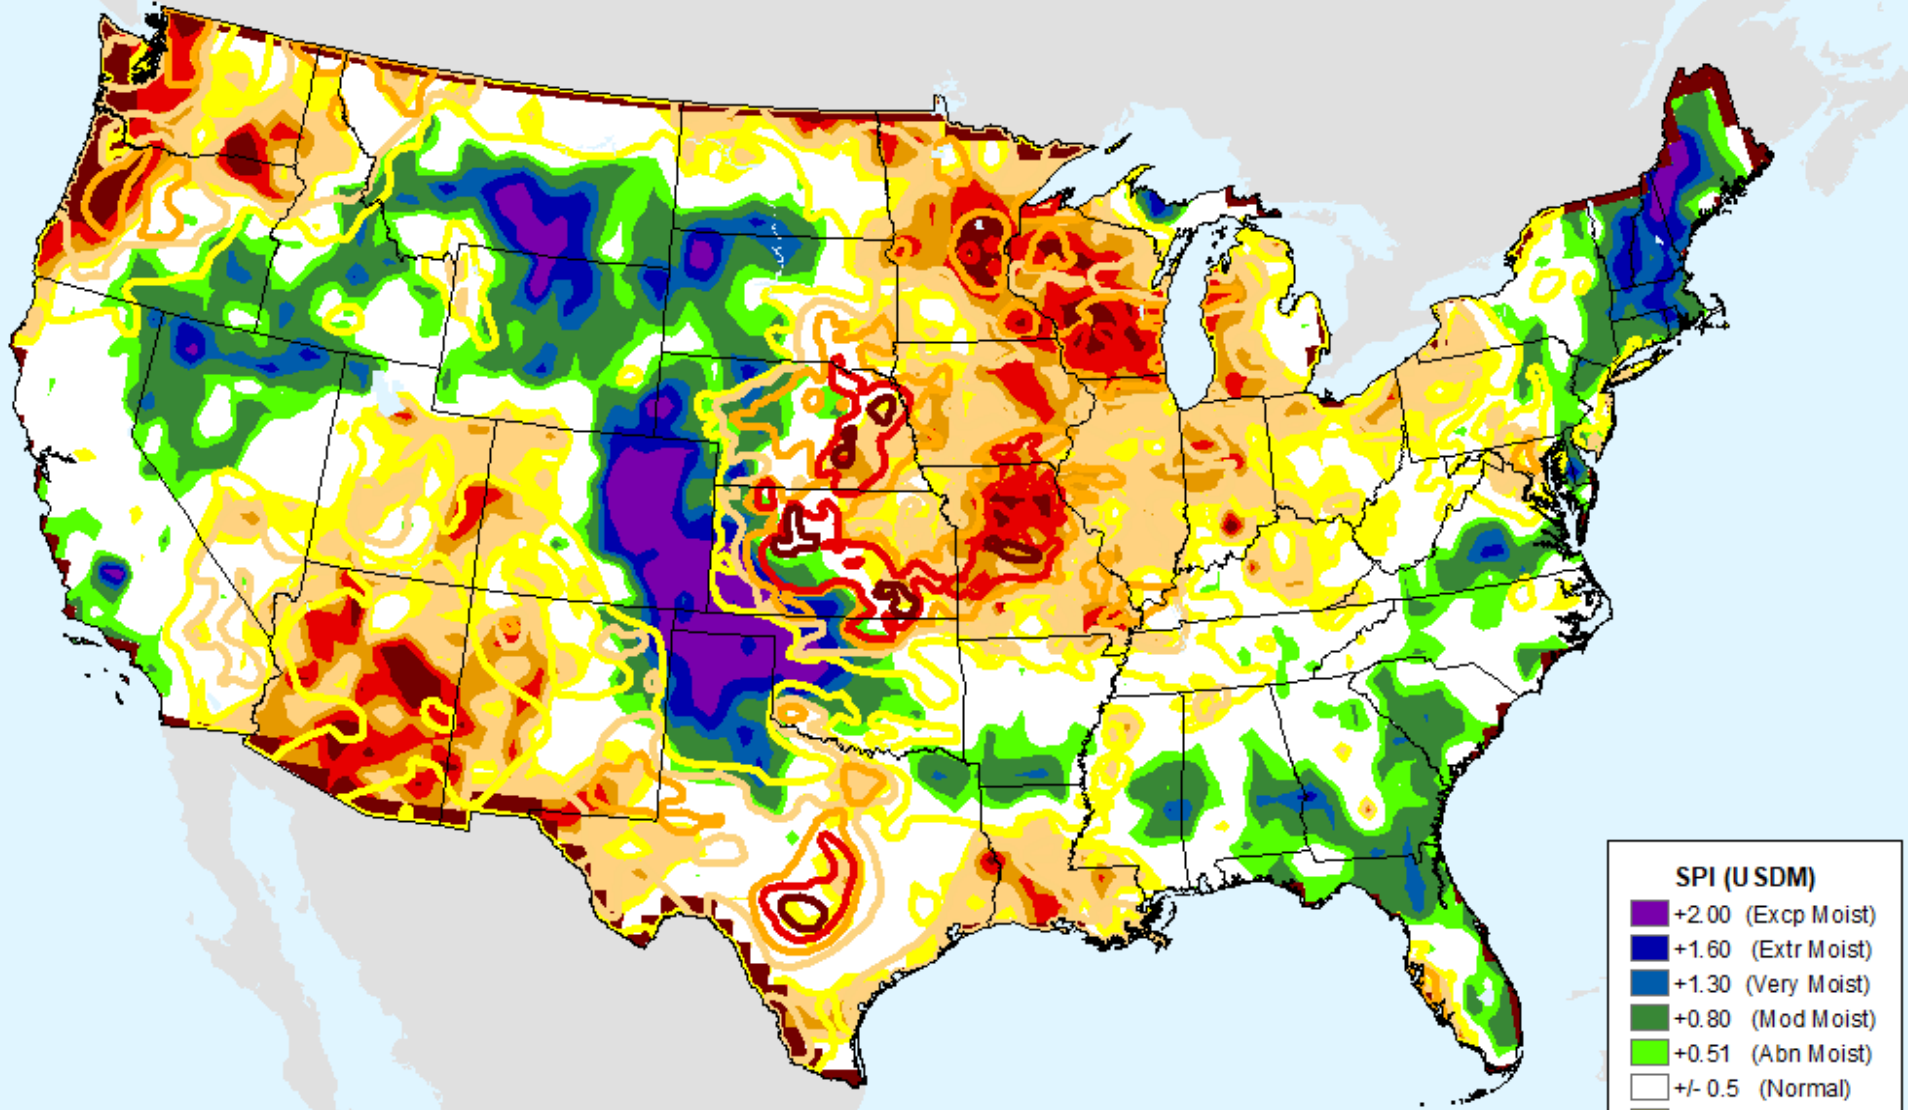 SPI (USDM)
+2.00 (Excp Moist)
+1.60 (Extr Moist)
+1.30 (Very Moist)
+0.80 (Mod Moist)
+0.51 (Abn Moist)
+/- 0.5 (Normal)